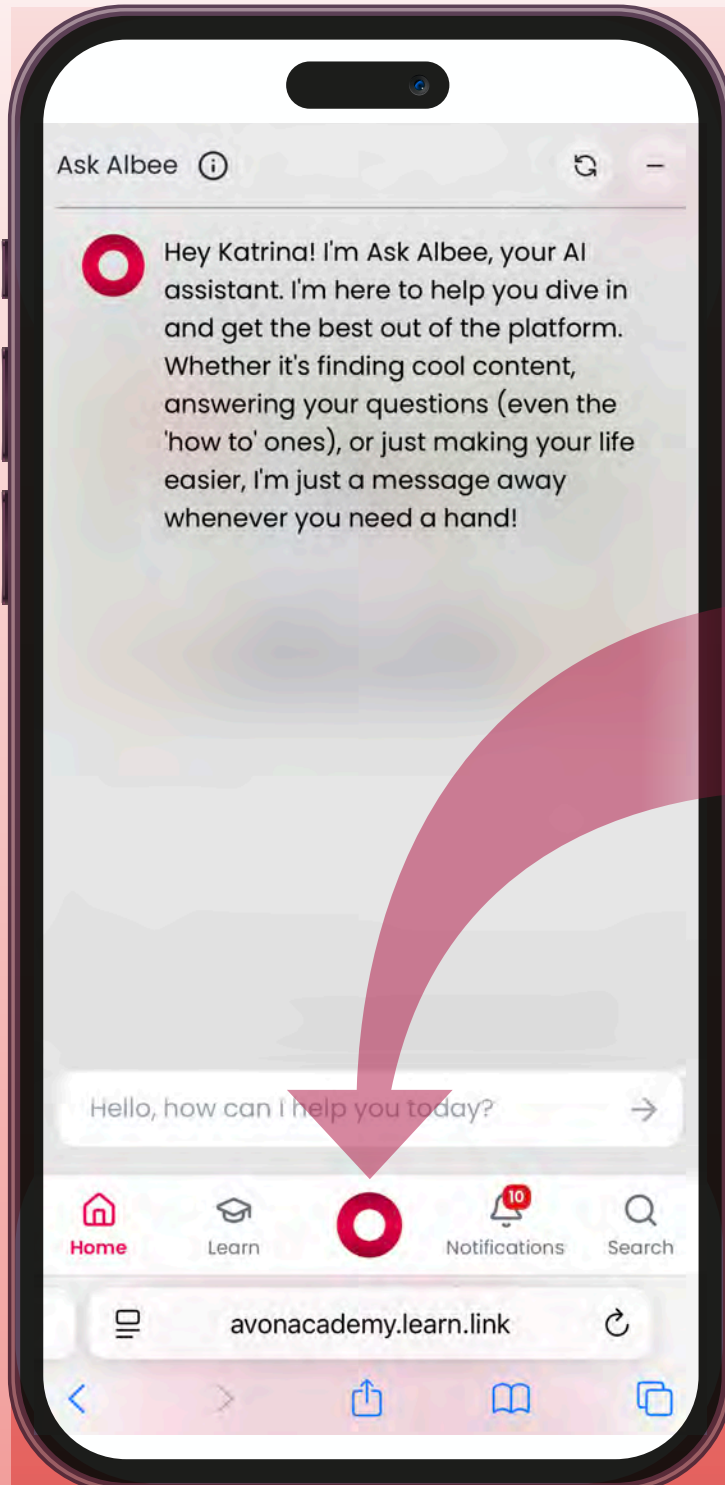 Ask Albee
Hey Katrina! I'm Ask Albee, your AI
assistant. I'm here to help you dive in
and get the best out of the platform.
Whether it's finding cool content,
answering your questions (even the
'how to' ones), or just making your life
easier, I'm just a message away
whenever you need a hand!
Hello, how can I help you today?
10
Home Learn Notifications Search
avonacademy.learn.link